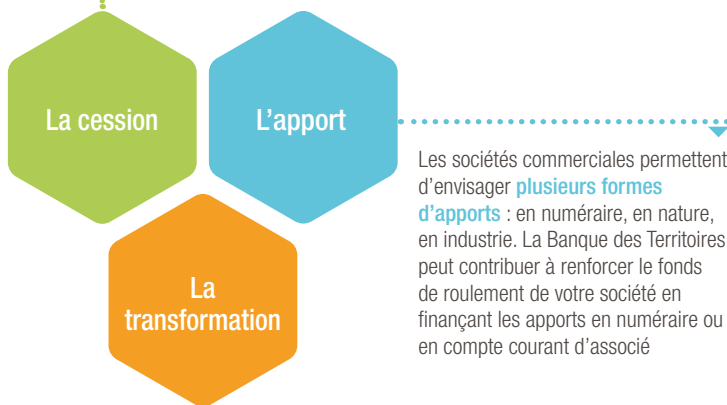 La cession
L'apport
Les sociétés commerciales permettent
d'envisager plusieurs formes
d'apports : en numéraire, en nature,
en industrie. La Banque des Territoires
peut contribuer à renforcer le fonds
de roulement de votre société en
finançant les apports en numéraire ou
en compte courant d'associé
La
transformation